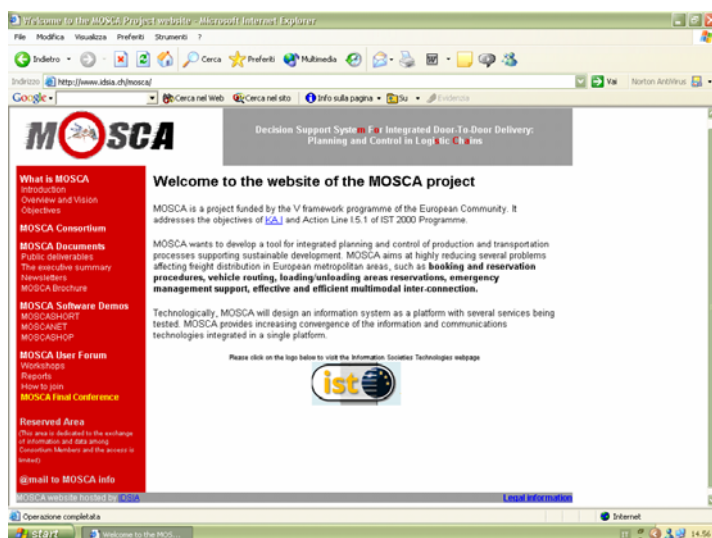 Welcome to the MOSCA Project website - Microsoft Internet Explorer
File Modifica Visualizza Preferiti Strumenti ?
Indietro Cerca Preferiti Multimedia
Indirizzo http://www.idsia.ch/mosca/ Vai Norton AntiVirus
Google Cerca nel Web Cerca nel sito Info sulla pagina Su Evidenzia
MOSCA
Decision Support System For Integrated Door-To-Door Delivery:
Planning and Control in Logistic Chains
What is MOSCA
Introduction
Overview and Vision
Objectives
MOSCA Consortium
MOSCA Documents
Public deliverables
The executive summary
Newsletters
MOSCA Brochure
MOSCA Software Demos
MOSCASHORT
MOSCANET
MOSCASHOP
MOSCA User Forum
Workshops
Reports
How to join
MOSCA Final Conference
Reserved Area
(This area is dedicated to the exchange
of information and data among
Consortium Members and the access is
limited)
@mail to MOSCA info
Welcome to the website of the MOSCA project
MOSCA is a project funded by the V framework programme of the European Community. It
addresses the objectives of KA I and Action Line I.5.1 of IST 2000 Programme.
MOSCA wants to develop a tool for integrated planning and control of production and transportation
processes supporting sustainable development. MOSCA aims at highly reducing several problems
affecting freight distribution in European metropolitan areas, such as booking and reservation
procedures, vehicle routing, loading/unloading areas reservations, emergency
management support, effective and efficient multimodal inter-connection.
Technologically, MOSCA will design an information system as a platform with several services being
tested. MOSCA provides increasing convergence of the information and communications
technologies integrated in a single platform.
Please click on the logo below to visit the Information Societies Technologies webpage
ist
MOSCA website hosted by IDSIA Legal information
Operazione completata Internet
start Welcome to the MOS... 14.56